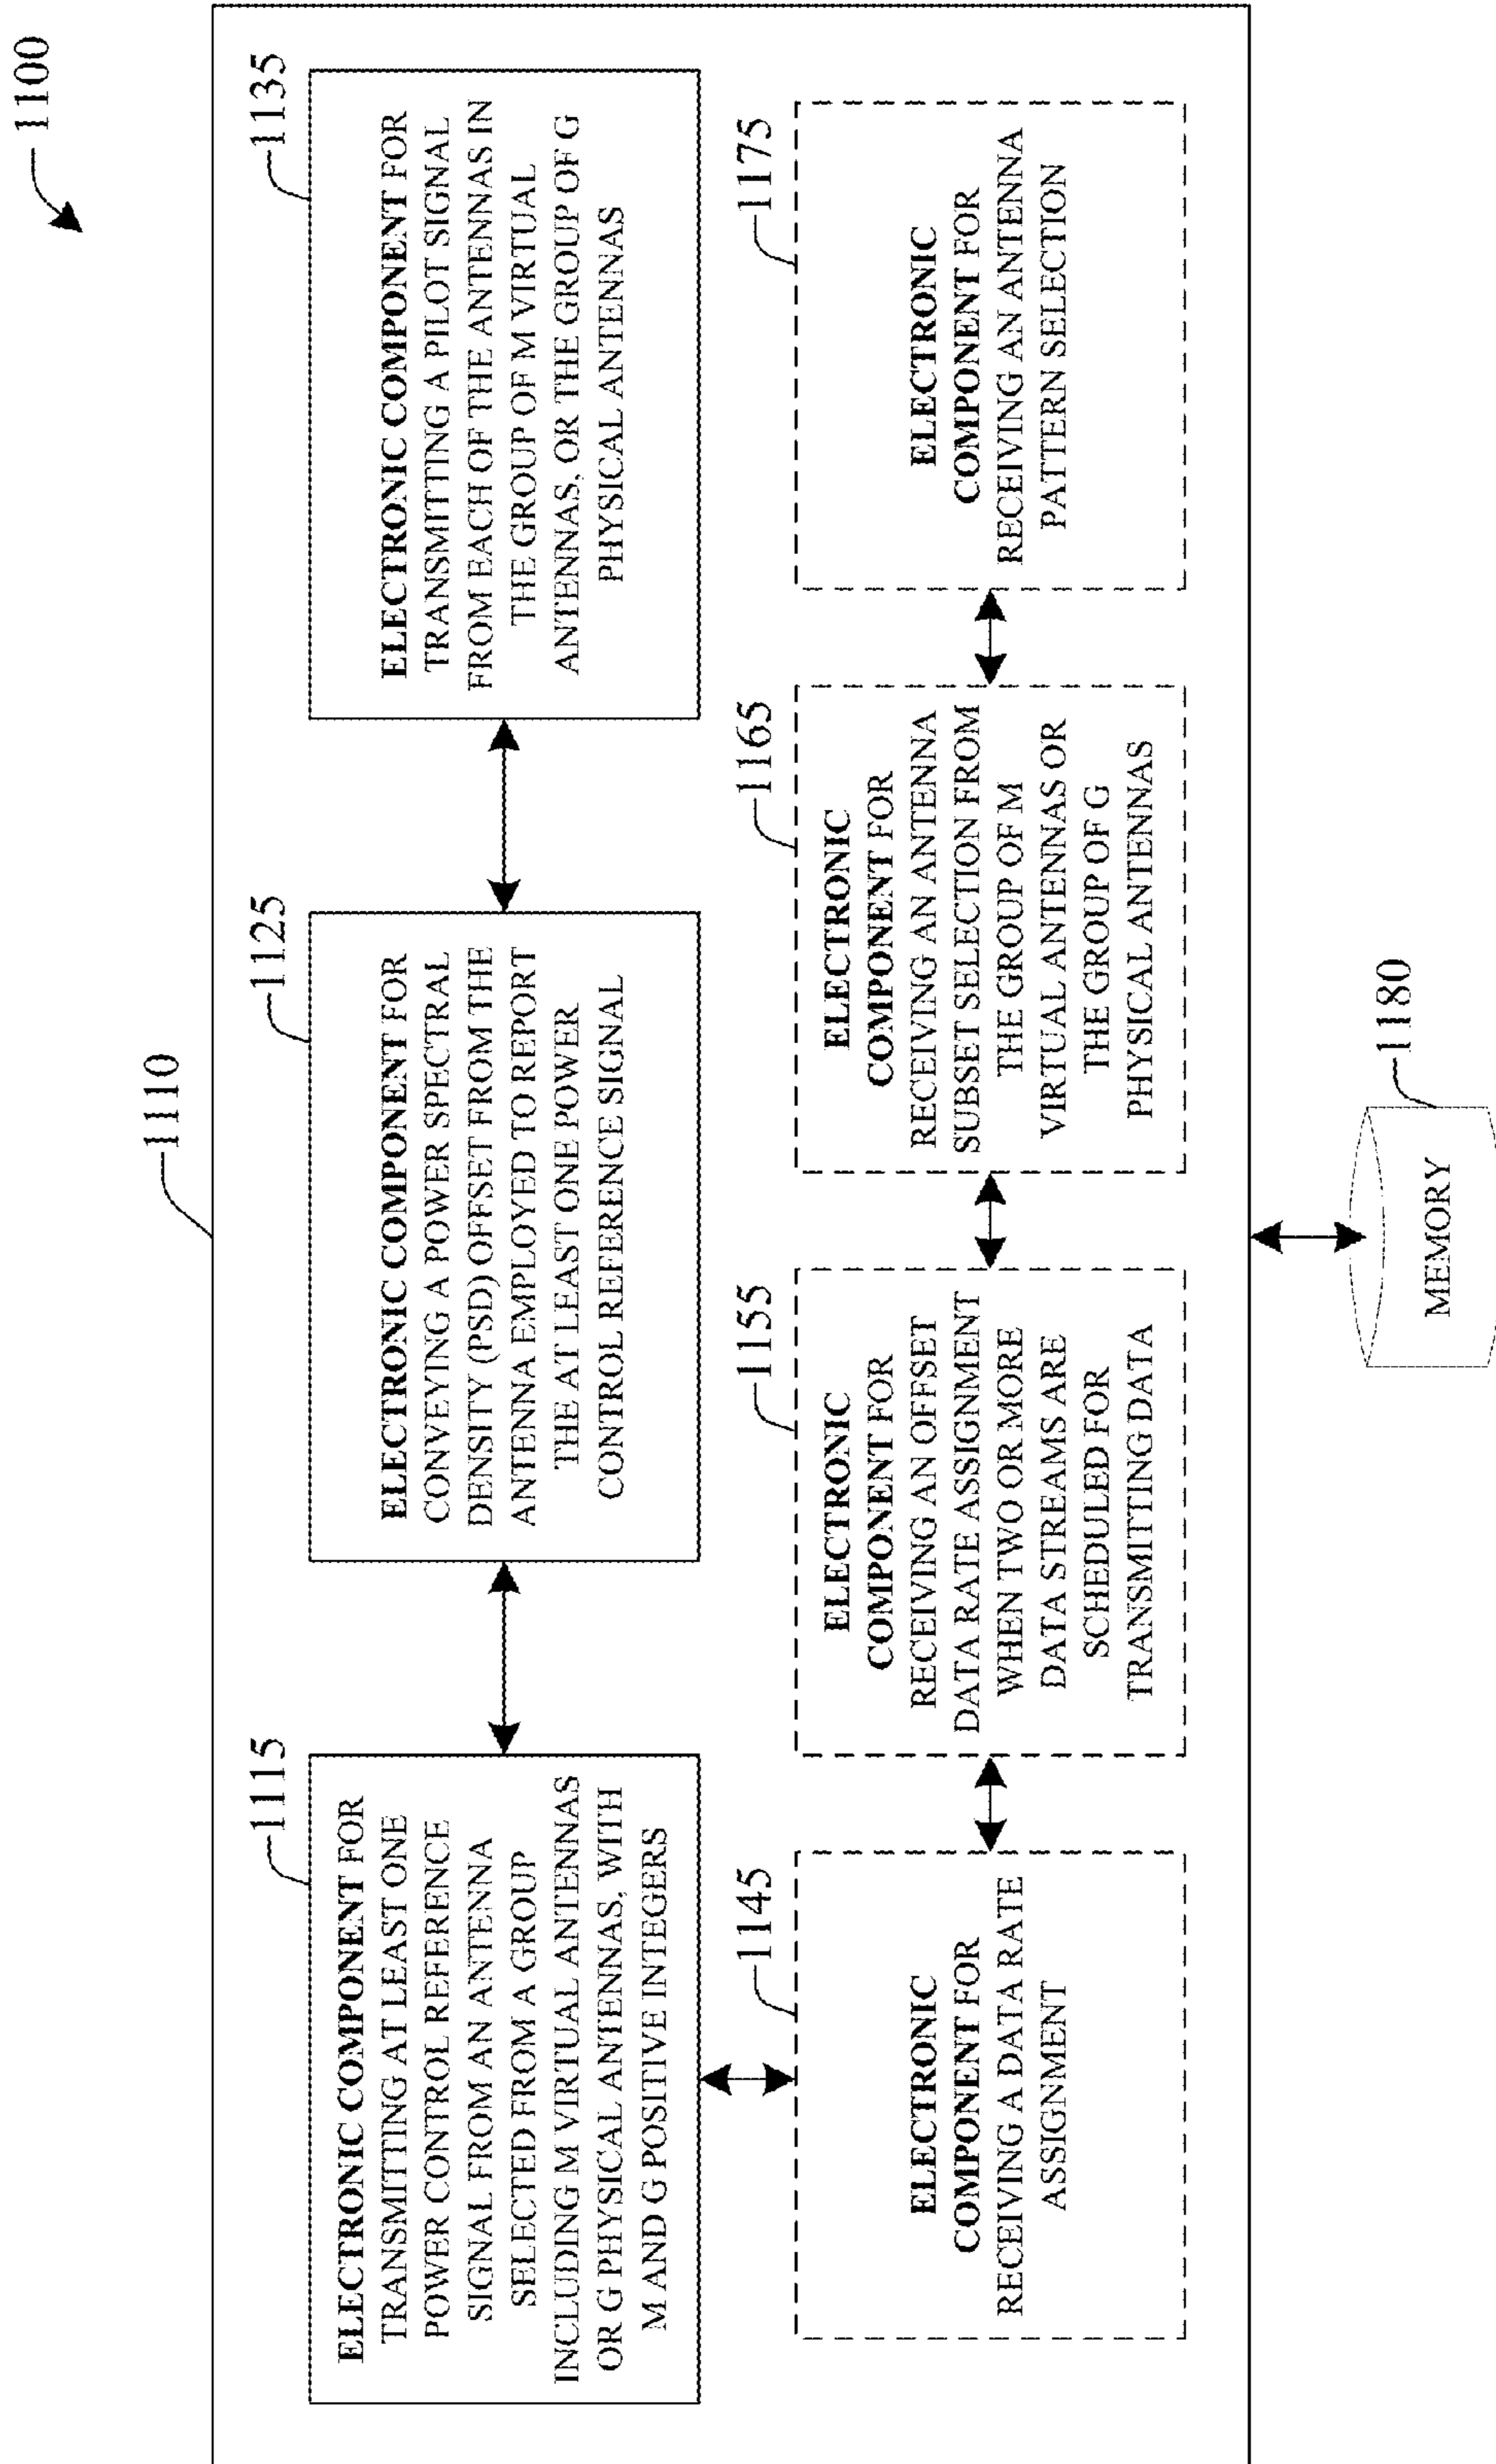 1100
1110
1115
ELECTRONIC COMPONENT FOR
TRANSMITTING AT LEAST ONE
POWER CONTROL REFERENCE
SIGNAL FROM AN ANTENNA
SELECTED FROM A GROUP
INCLUDING M VIRTUAL ANTENNAS
OR G PHYSICAL ANTENNAS, WITH
M AND G POSITIVE INTEGERS
1125
ELECTRONIC COMPONENT FOR
CONVEYING A POWER SPECTRAL
DENSITY (PSD) OFFSET FROM THE
ANTENNA EMPLOYED TO REPORT
THE AT LEAST ONE POWER
CONTROL REFERENCE SIGNAL
1135
ELECTRONIC COMPONENT FOR
TRANSMITTING A PILOT SIGNAL
FROM EACH OF THE ANTENNAS IN
THE GROUP OF M VIRTUAL
ANTENNAS, OR THE GROUP OF G
PHYSICAL ANTENNAS
1145
ELECTRONIC
COMPONENT FOR
RECEIVING A DATA RATE
ASSIGNMENT
1155
ELECTRONIC
COMPONENT FOR
RECEIVING AN OFFSET
DATA RATE ASSIGNMENT
WHEN TWO OR MORE
DATA STREAMS ARE
SCHEDULED FOR
TRANSMITTING DATA
1165
ELECTRONIC
COMPONENT FOR
RECEIVING AN ANTENNA
SUBSET SELECTION FROM
THE GROUP OF M
VIRTUAL ANTENNAS OR
THE GROUP OF G
PHYSICAL ANTENNAS
1175
ELECTRONIC
COMPONENT FOR
RECEIVING AN ANTENNA
PATTERN SELECTION
1180
MEMORY